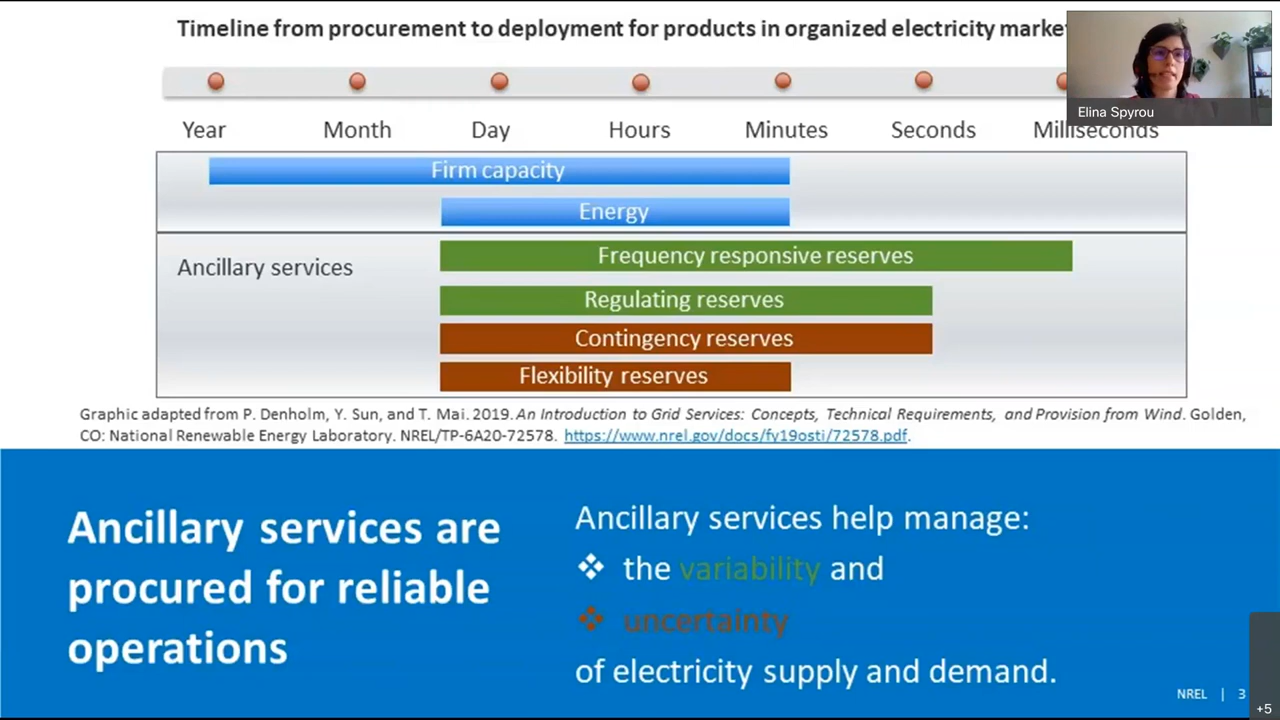 Timeline from procurement to deployment for products in organized electricity
Elina Spyrou
Year Month Day Hours Minutes Seconds Milliseconds
Firm capacity
Energy
Ancillary services
Frequency responsive reserves
Regulating reserves
Contingency reserves
Flexibility reserves
Graphic adapted from P. Denholm, Y. Sun, and T. Mai. 2019. An Introduction to Grid Services: Concepts, Technical Requirements, and Provision from Wind. Golden,
CO: National Renewable Energy Laboratory. NREL/TP-6A20-72578. https://www.nrel.gov/docs/fy19osti/72578.pdf.
Ancillary services are
procured for reliable
operations
Ancillary services help manage:
❖ the variability and
❖ uncertainty
of electricity supply and demand.
NREL | 3
+5